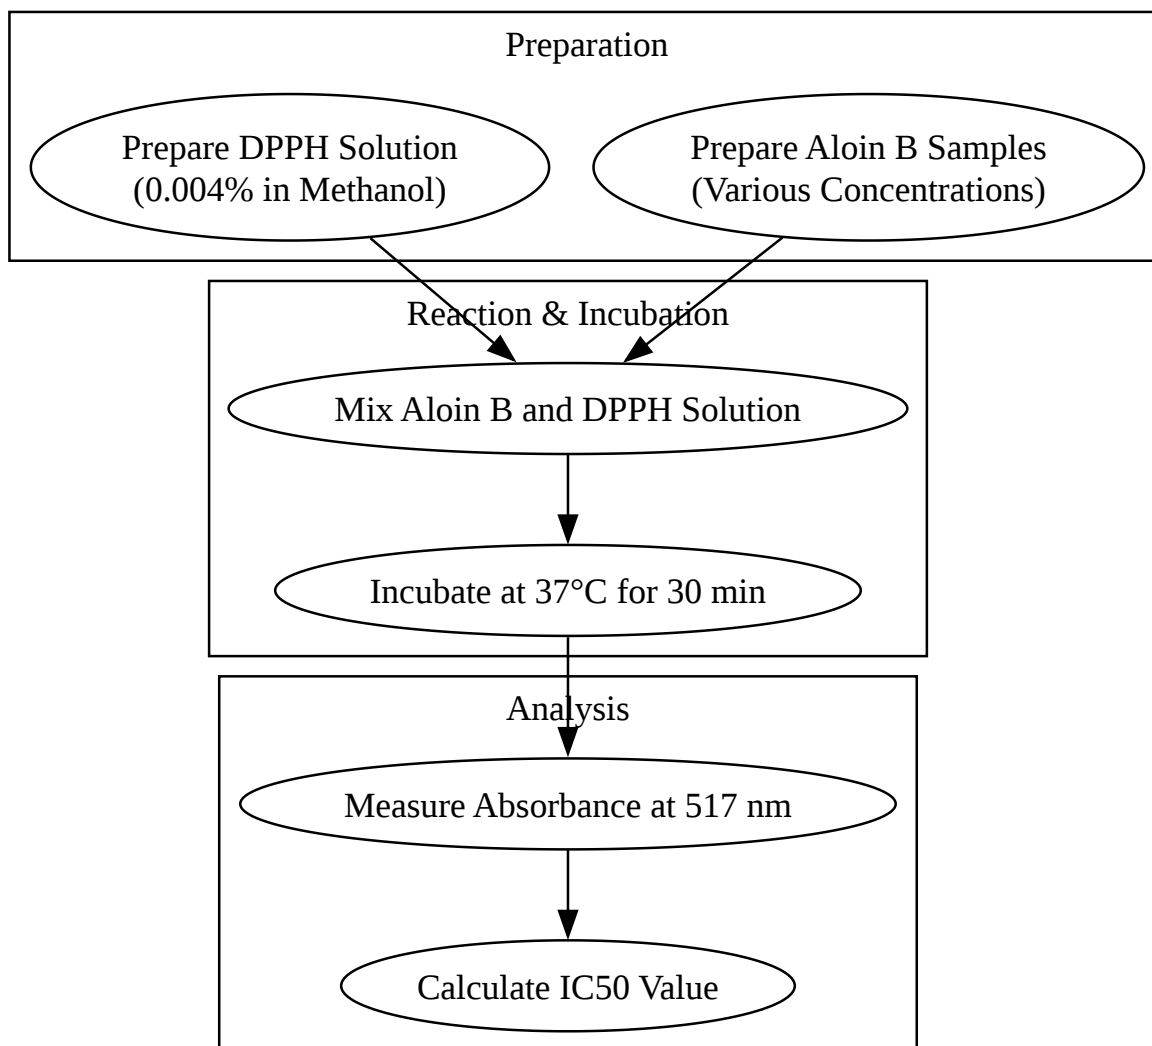 Preparation
Prepare DPPH Solution
(0.004% in Methanol)
Prepare Aloin B Samples
(Various Concentrations)
Reaction & Incubation
Mix Aloin B and DPPH Solution
Incubate at 37°C for 30 min
Analysis
Measure Absorbance at 517 nm
Calculate IC50 Value